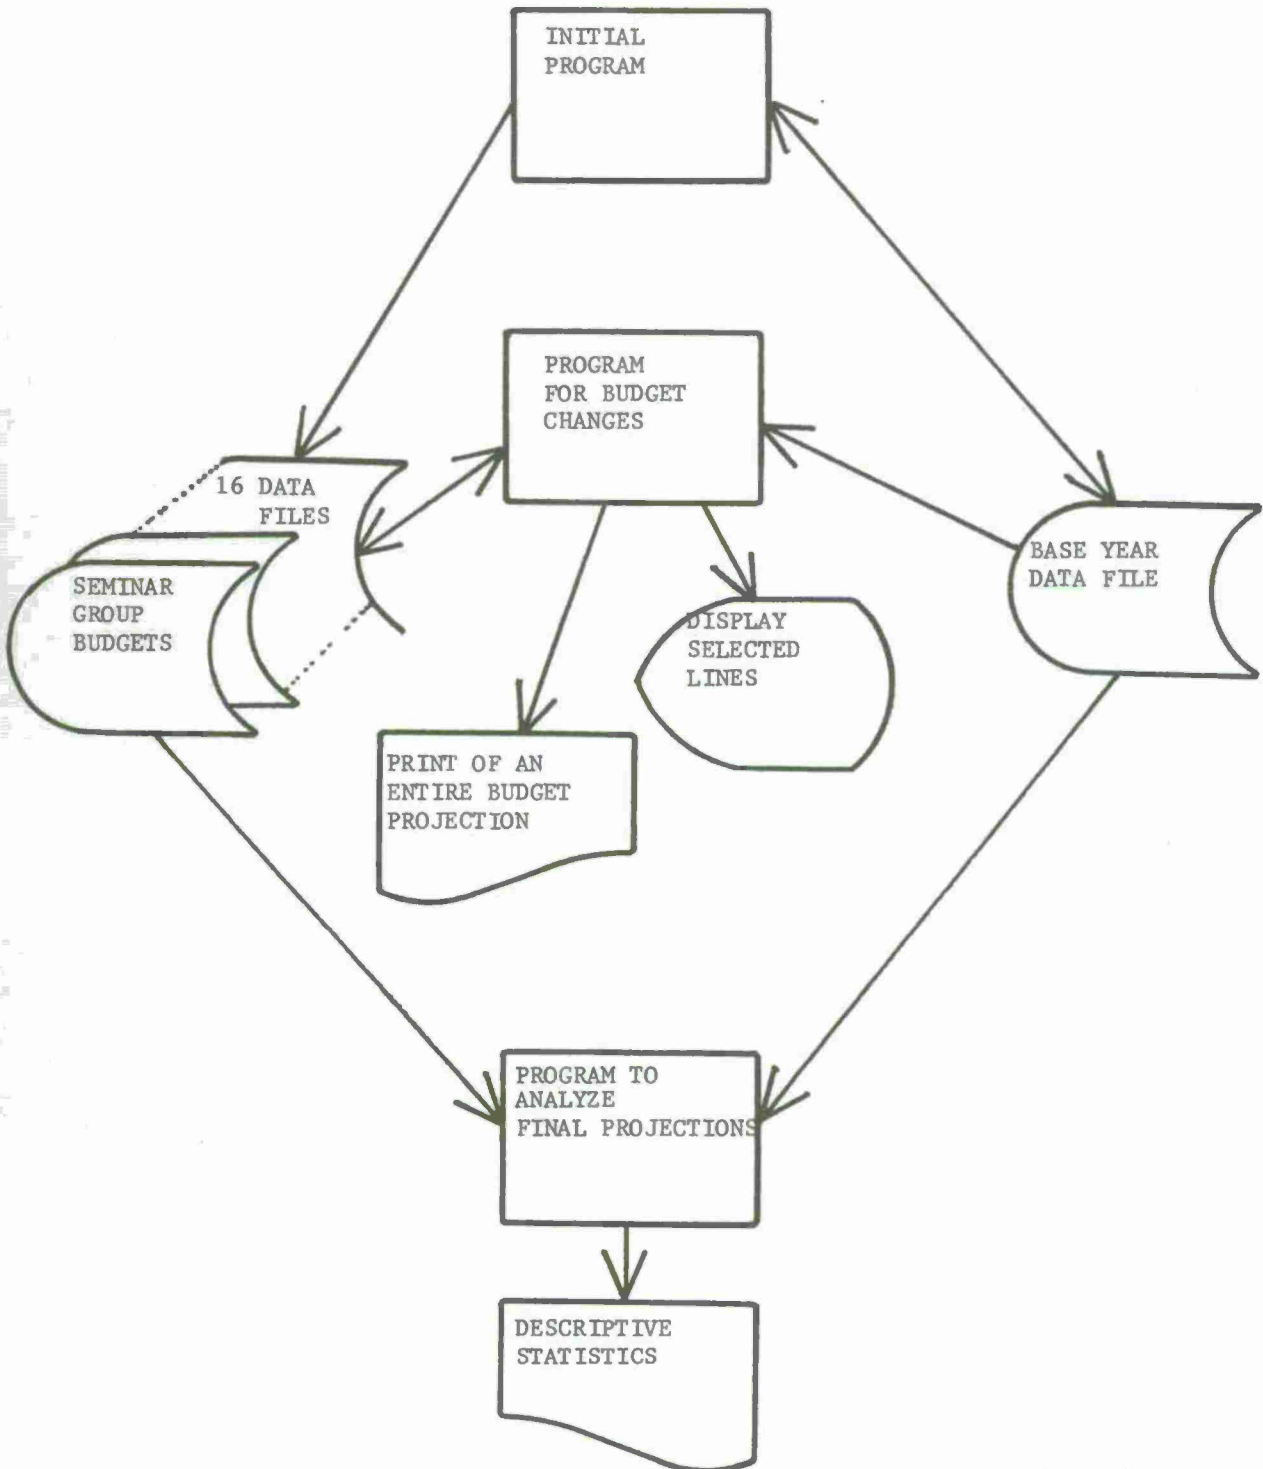 INITIAL
PROGRAM
PROGRAM
FOR BUDGET
CHANGES
16 DATA
FILES
SEMINAR
GROUP
BUDGETS
BASE YEAR
DATA FILE
DISPLAY
SELECTED
LINES
PRINT OF AN
ENTIRE BUDGET
PROJECTION
PROGRAM TO
ANALYZE
FINAL PROJECTIONS
DESCRIPTIVE
STATISTICS